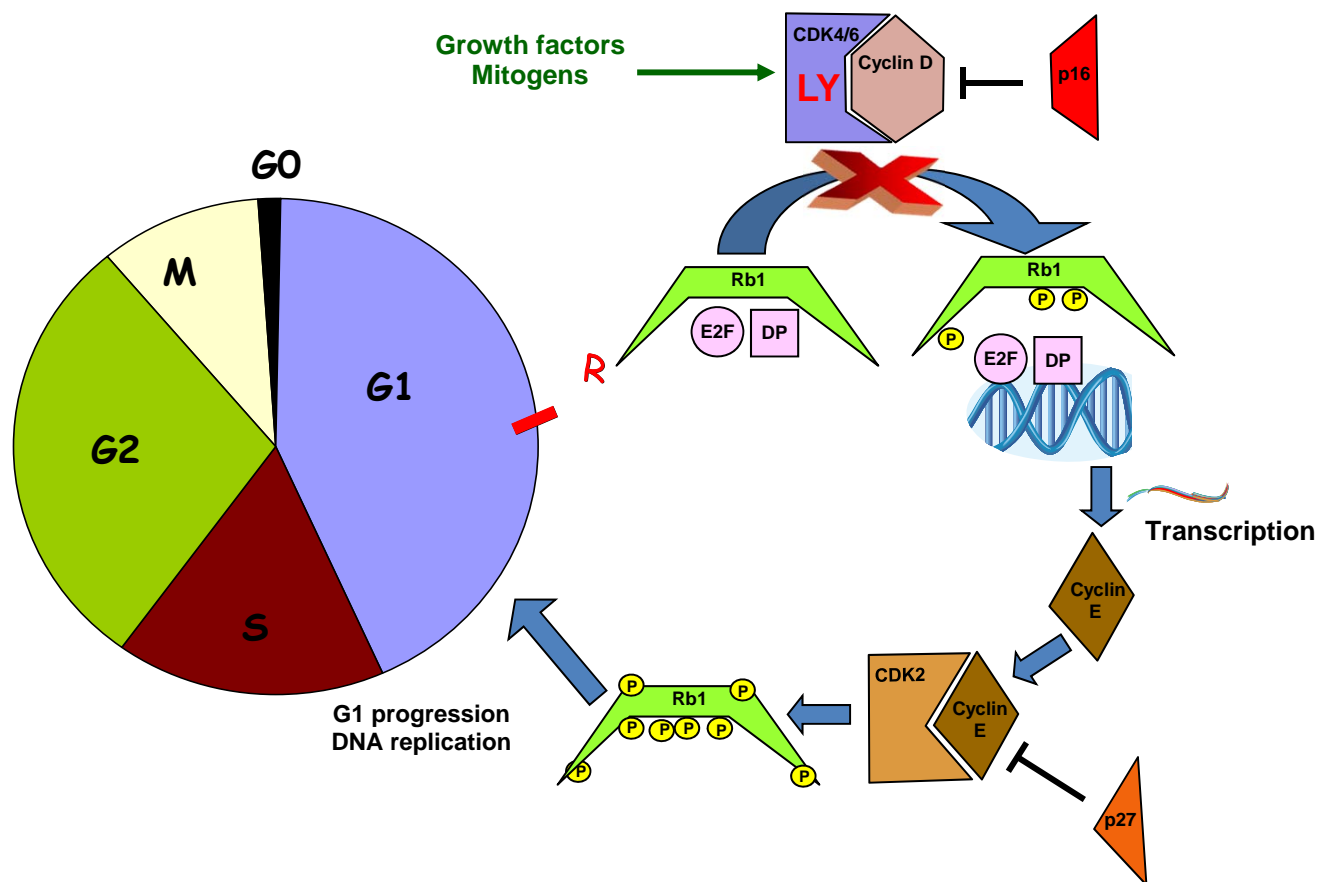 Growth factors
Mitogens
CDK4/6
Cyclin D
LY
p16
G0
M
G1
G2
S
R
Rb1
E2F
DP
Rb1
P
P
P
E2F
DP
Transcription
Cyclin
E
CDK2
Cyclin
E
p27
Rb1
P
P
P
P
P
P
P
P
G1 progression
DNA replication